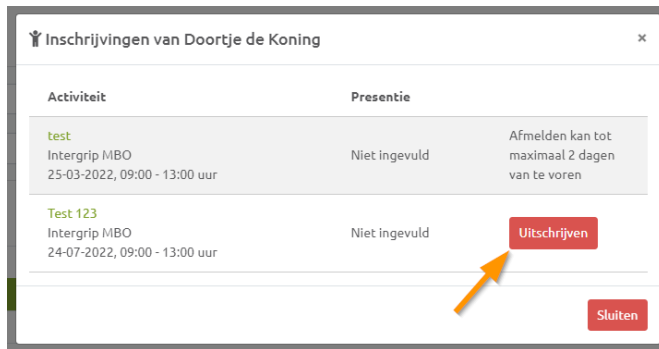 Inschrijvingen van Doortje de Koning ×
Activiteit Presentie
test
Intergrip MBO
25-03-2022, 09:00 - 13:00 uur
Niet ingevuld
Afmelden kan tot
maximaal 2 dagen
van te voren
Test 123
Intergrip MBO
24-07-2022, 09:00 - 13:00 uur
Niet ingevuld
Uitschrijven
Sluiten